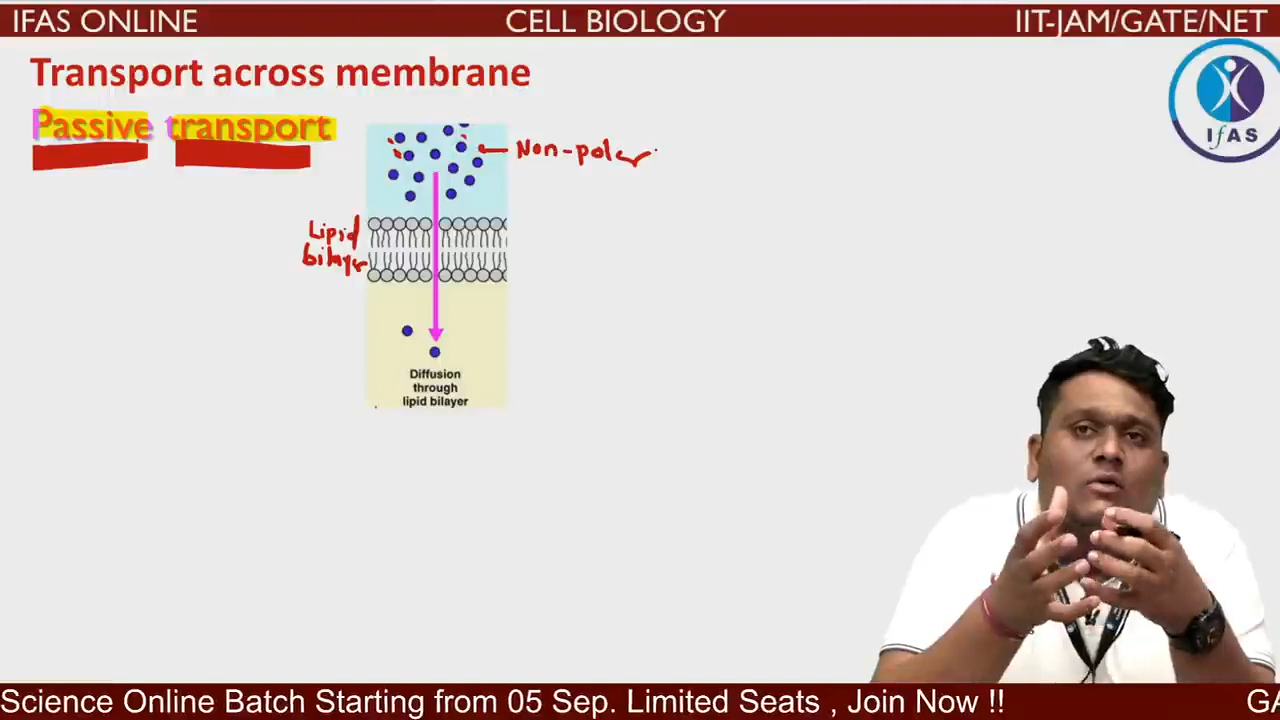 IFAS ONLINE
CELL BIOLOGY
IIT-JAM/GATE/NET
Transport across membrane
IFAS
Passive transport
Non-polar
Lipid
bilayer
Diffusion
through
lipid bilayer
Science Online Batch Starting from 05 Sep. Limited Seats , Join Now !!
GA